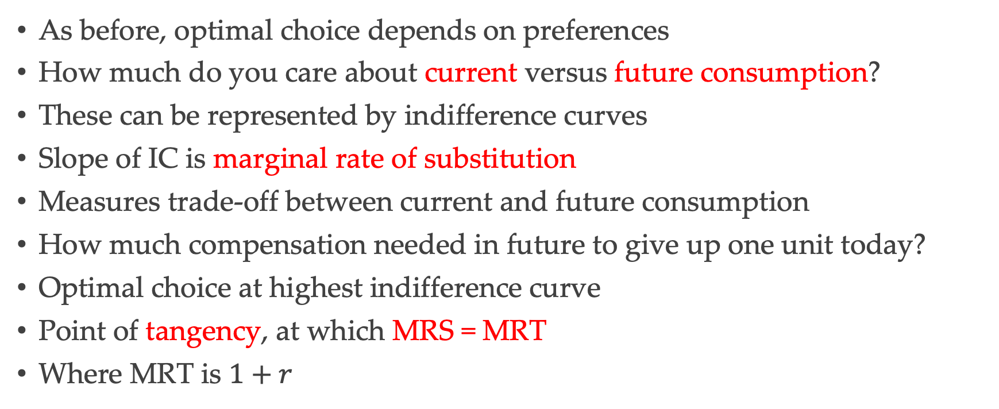 • As before, optimal choice depends on preferences
• How much do you care about current versus future consumption?
• These can be represented by indifference curves
• Slope of IC is marginal rate of substitution
• Measures trade-off between current and future consumption
• How much compensation needed in future to give up one unit today?
• Optimal choice at highest indifference curve
• Point of tangency, at which MRS = MRT
• Where MRT is 1 + r